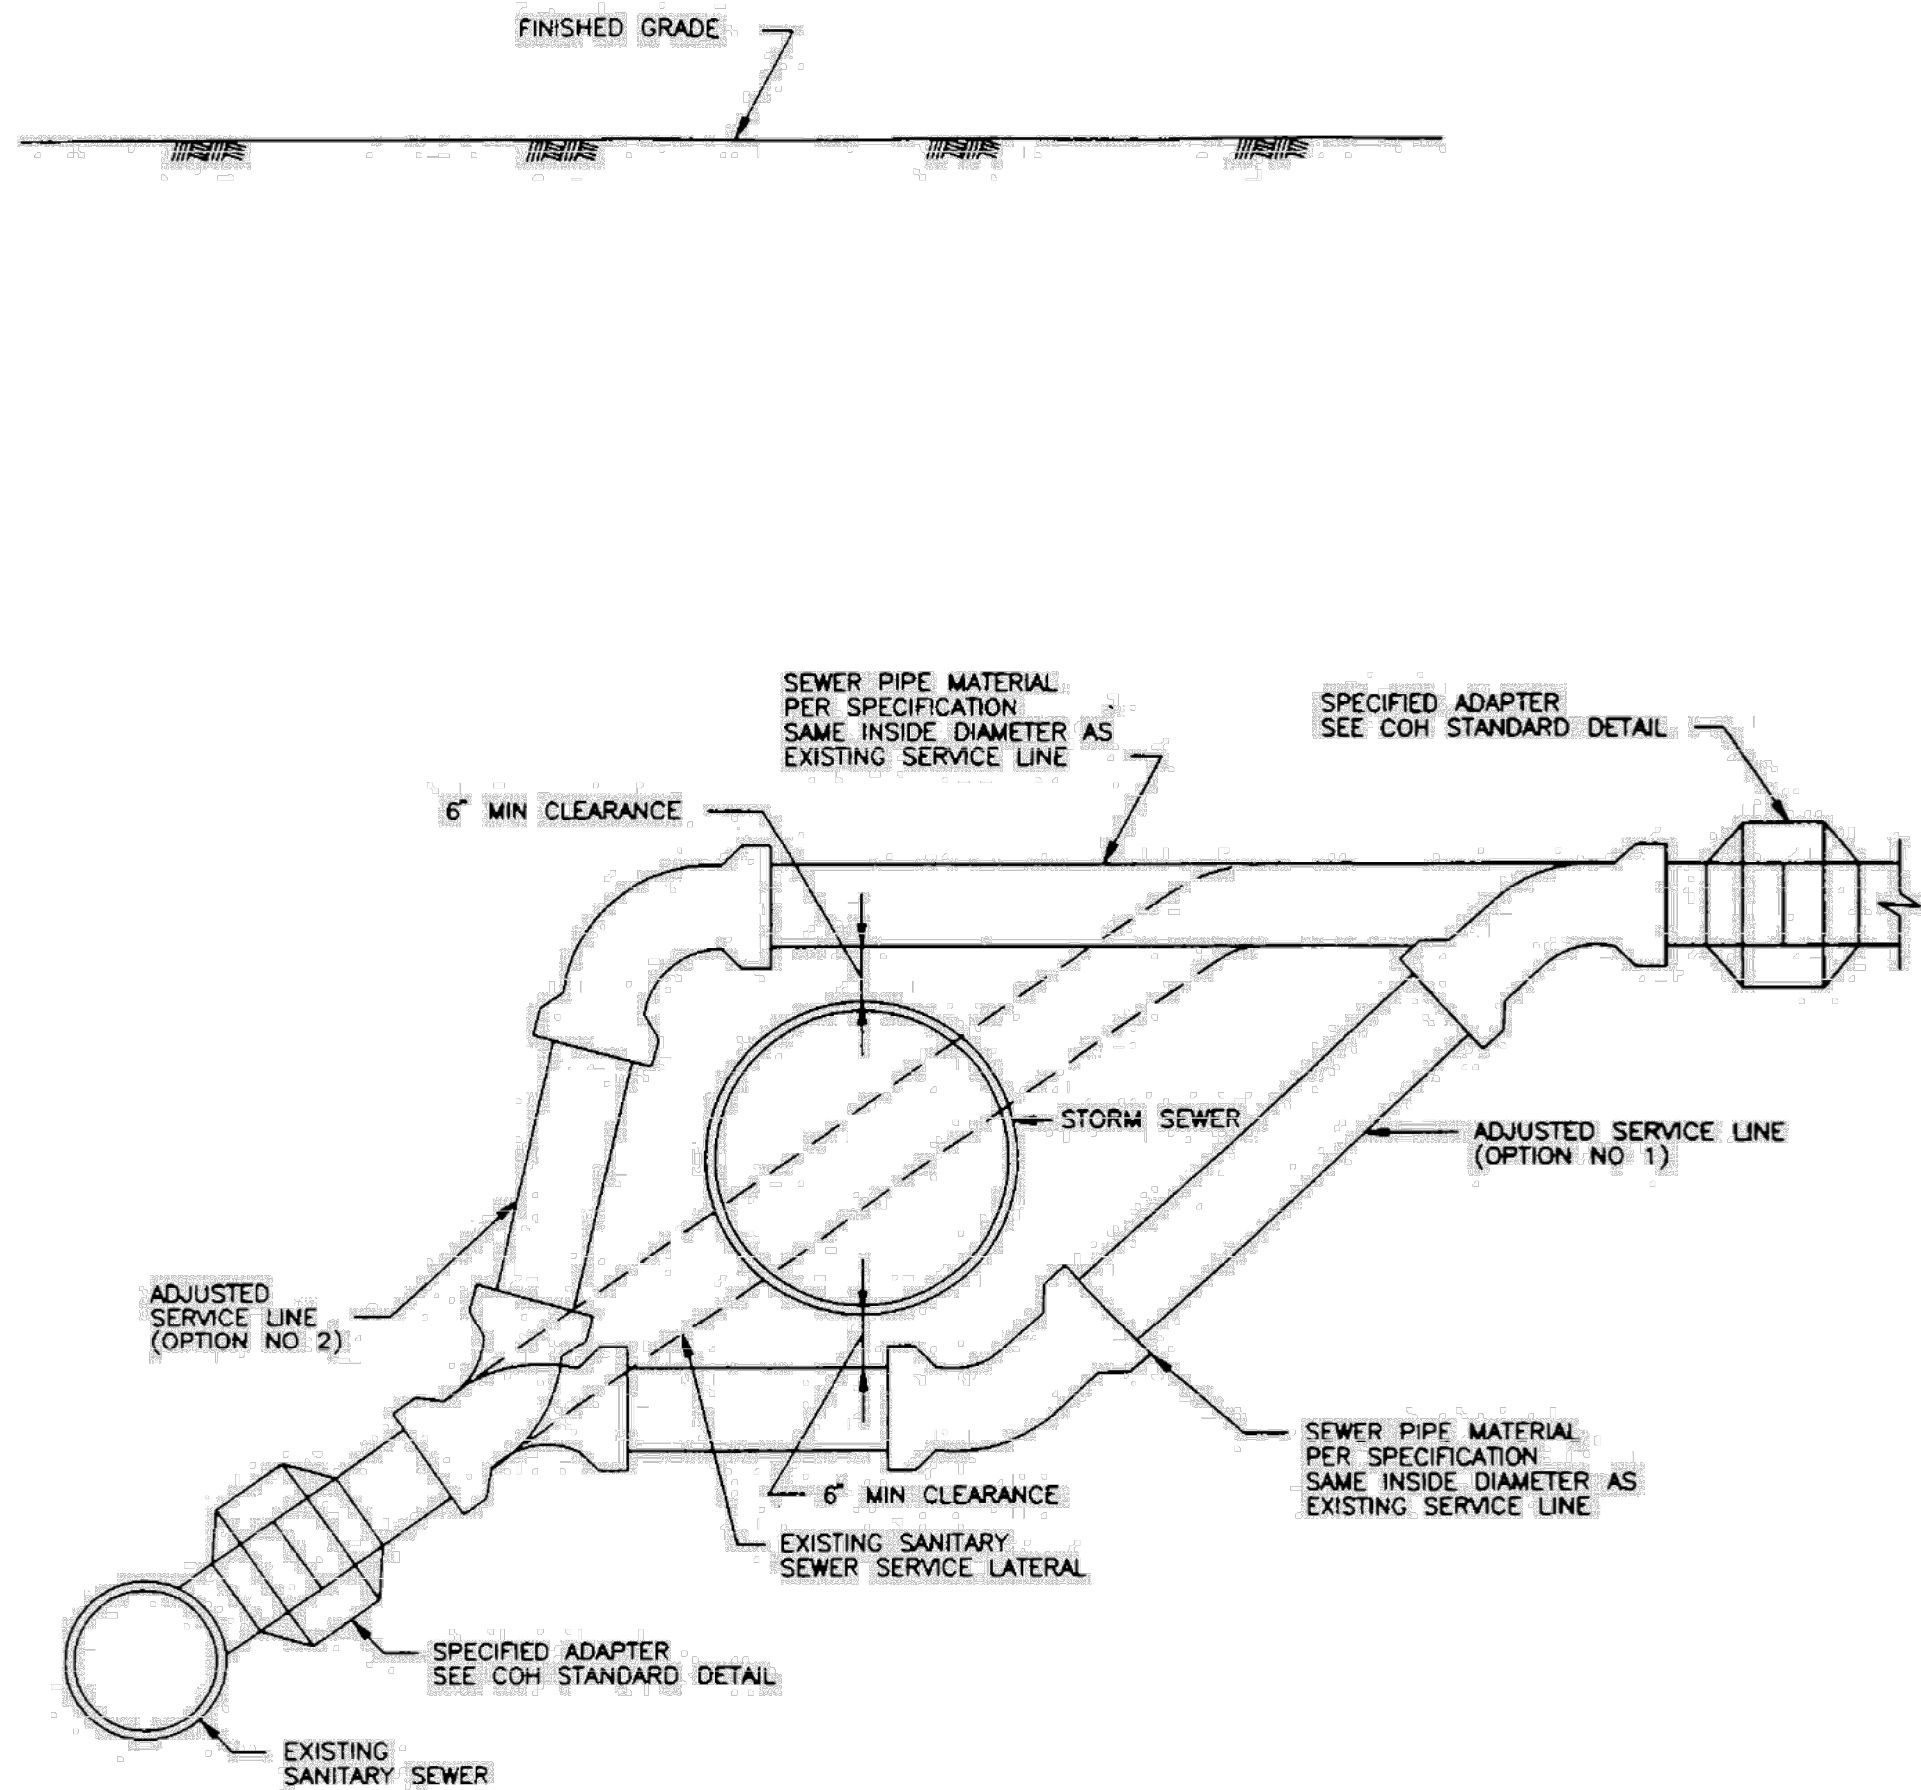 FINISHED GRADE
SEWER PIPE MATERIAL
PER SPECIFICATION
SAME INSIDE DIAMETER AS
EXISTING SERVICE LINE
SPECIFIED ADAPTER
SEE COH STANDARD DETAIL
6" MIN CLEARANCE
STORM SEWER
ADJUSTED SERVICE LINE
(OPTION NO 1)
ADJUSTED
SERVICE LINE
(OPTION NO 2)
SEWER PIPE MATERIAL
PER SPECIFICATION
SAME INSIDE DIAMETER AS
EXISTING SERVICE LINE
6" MIN CLEARANCE
EXISTING SANITARY
SEWER SERVICE LATERAL
SPECIFIED ADAPTER
SEE COH STANDARD DETAIL
EXISTING
SANITARY SEWER